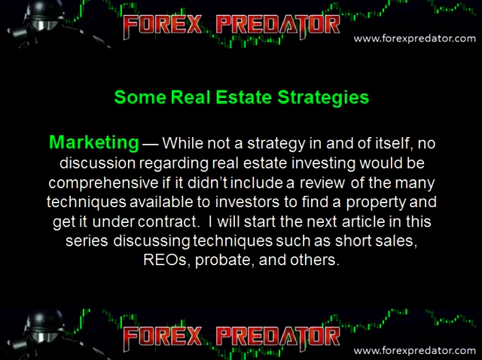 FOREX PREDATOR
www.forexpredator.com
Some Real Estate Strategies
Marketing — While not a strategy in and of itself, no
discussion regarding real estate investing would be
comprehensive if it didn't include a review of the many
techniques available to investors to find a property and
get it under contract.  I will start the next article in this
series discussing techniques such as short sales,
REOs, probate, and others.
FOREX PREDATOR
www.forexpredator.com